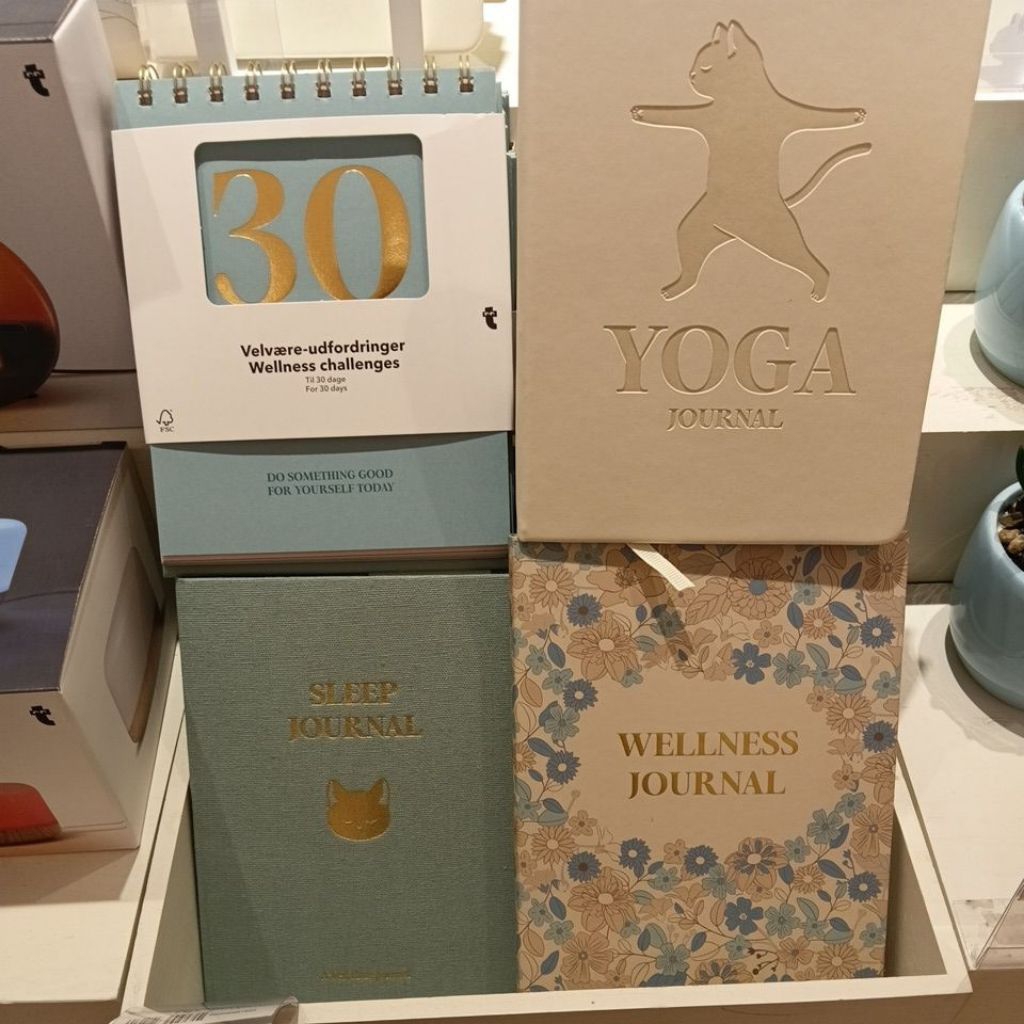 30
Velvære-udfordringer
Wellness challenges
Til 30 dage
For 30 days
FSC
DO SOMETHING GOOD
FOR YOURSELF TODAY
YOGA
JOURNAL
SLEEP
JOURNAL
WELLNESS
JOURNAL